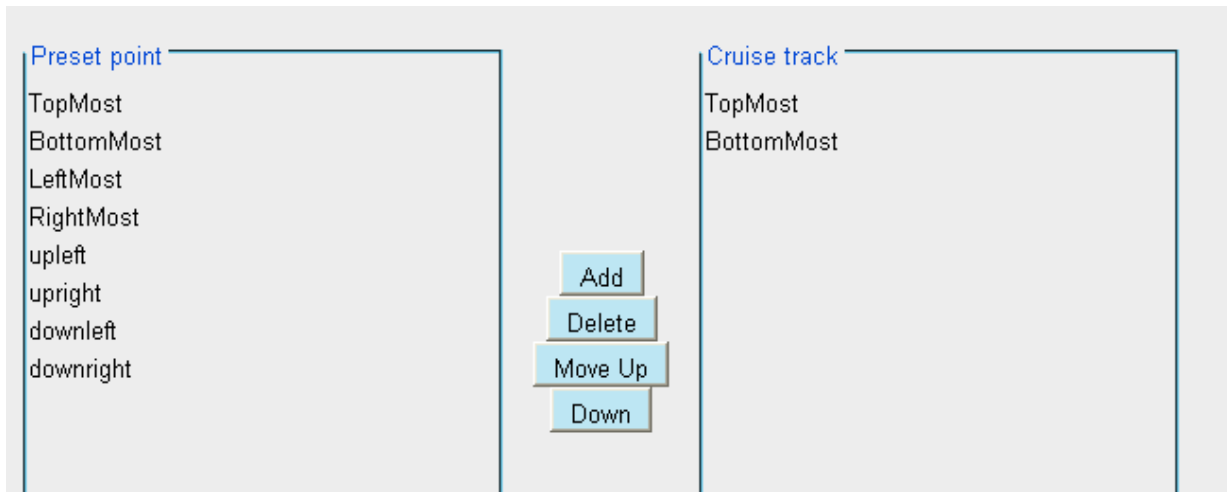 Preset point
TopMost
BottomMost
LeftMost
RightMost
upleft
upright
downleft
downright
Add
Delete
Move Up
Down
Cruise track
TopMost
BottomMost